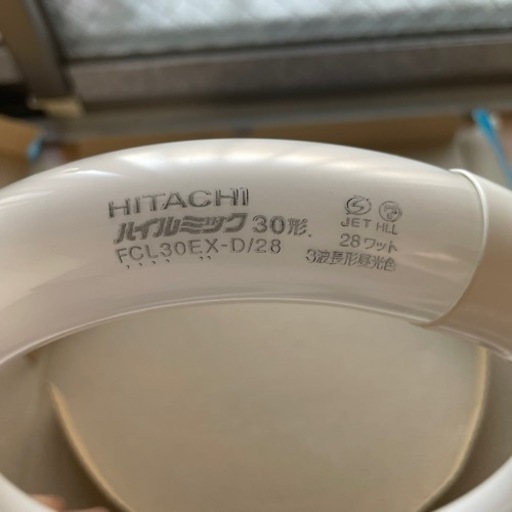 HITACHI
ハイルミック 30形
FCL30EX-D/28
JET HLL
28ワット
3波長形昼光色